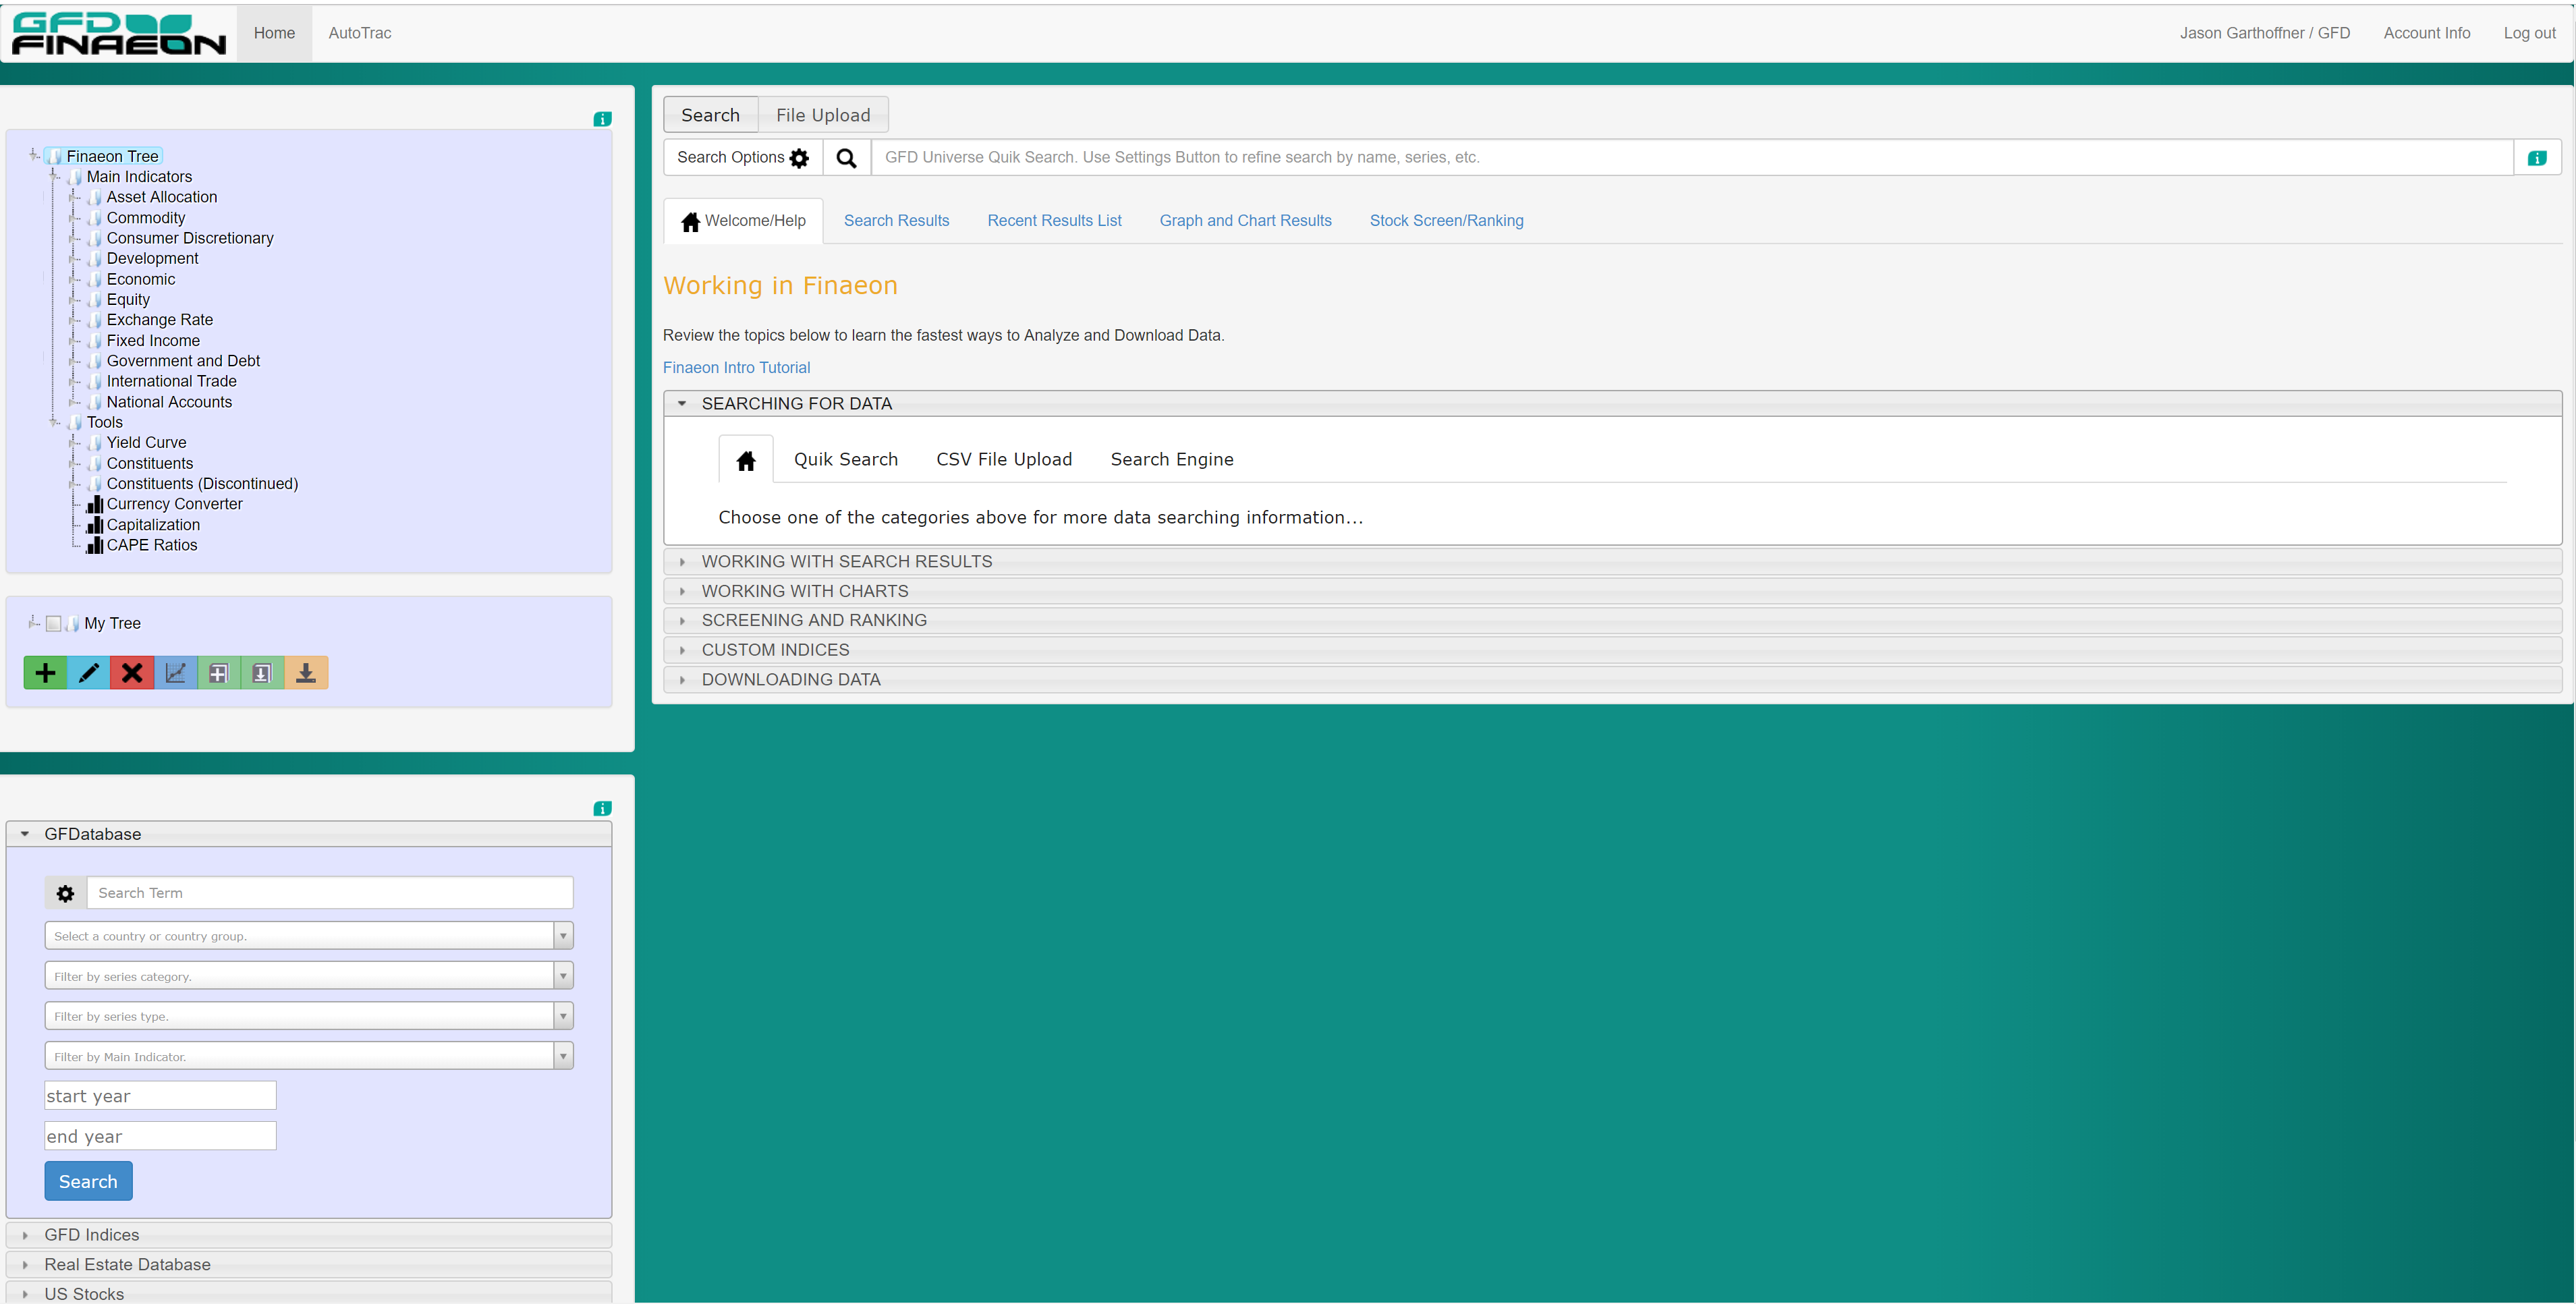 GFD
FINAEON
Home
AutoTrac
Jason Garthoffner / GFD
Account Info
Log out
Finaeon Tree
Main Indicators
Asset Allocation
Commodity
Consumer Discretionary
Development
Economic
Equity
Exchange Rate
Fixed Income
Government and Debt
International Trade
National Accounts
Tools
Yield Curve
Constituents
Constituents (Discontinued)
Currency Converter
Capitalization
CAPE Ratios
My Tree
GFDatabase
Search Term
Select a country or country group.
Filter by series category.
Filter by series type.
Filter by Main Indicator.
start year
end year
Search
GFD Indices
Real Estate Database
US Stocks
Search
File Upload
Search Options
GFD Universe Quik Search. Use Settings Button to refine search by name, series, etc.
Welcome/Help
Search Results
Recent Results List
Graph and Chart Results
Stock Screen/Ranking
Working in Finaeon
Review the topics below to learn the fastest ways to Analyze and Download Data.
Finaeon Intro Tutorial
SEARCHING FOR DATA
Quik Search
CSV File Upload
Search Engine
Choose one of the categories above for more data searching information...
WORKING WITH SEARCH RESULTS
WORKING WITH CHARTS
SCREENING AND RANKING
CUSTOM INDICES
DOWNLOADING DATA